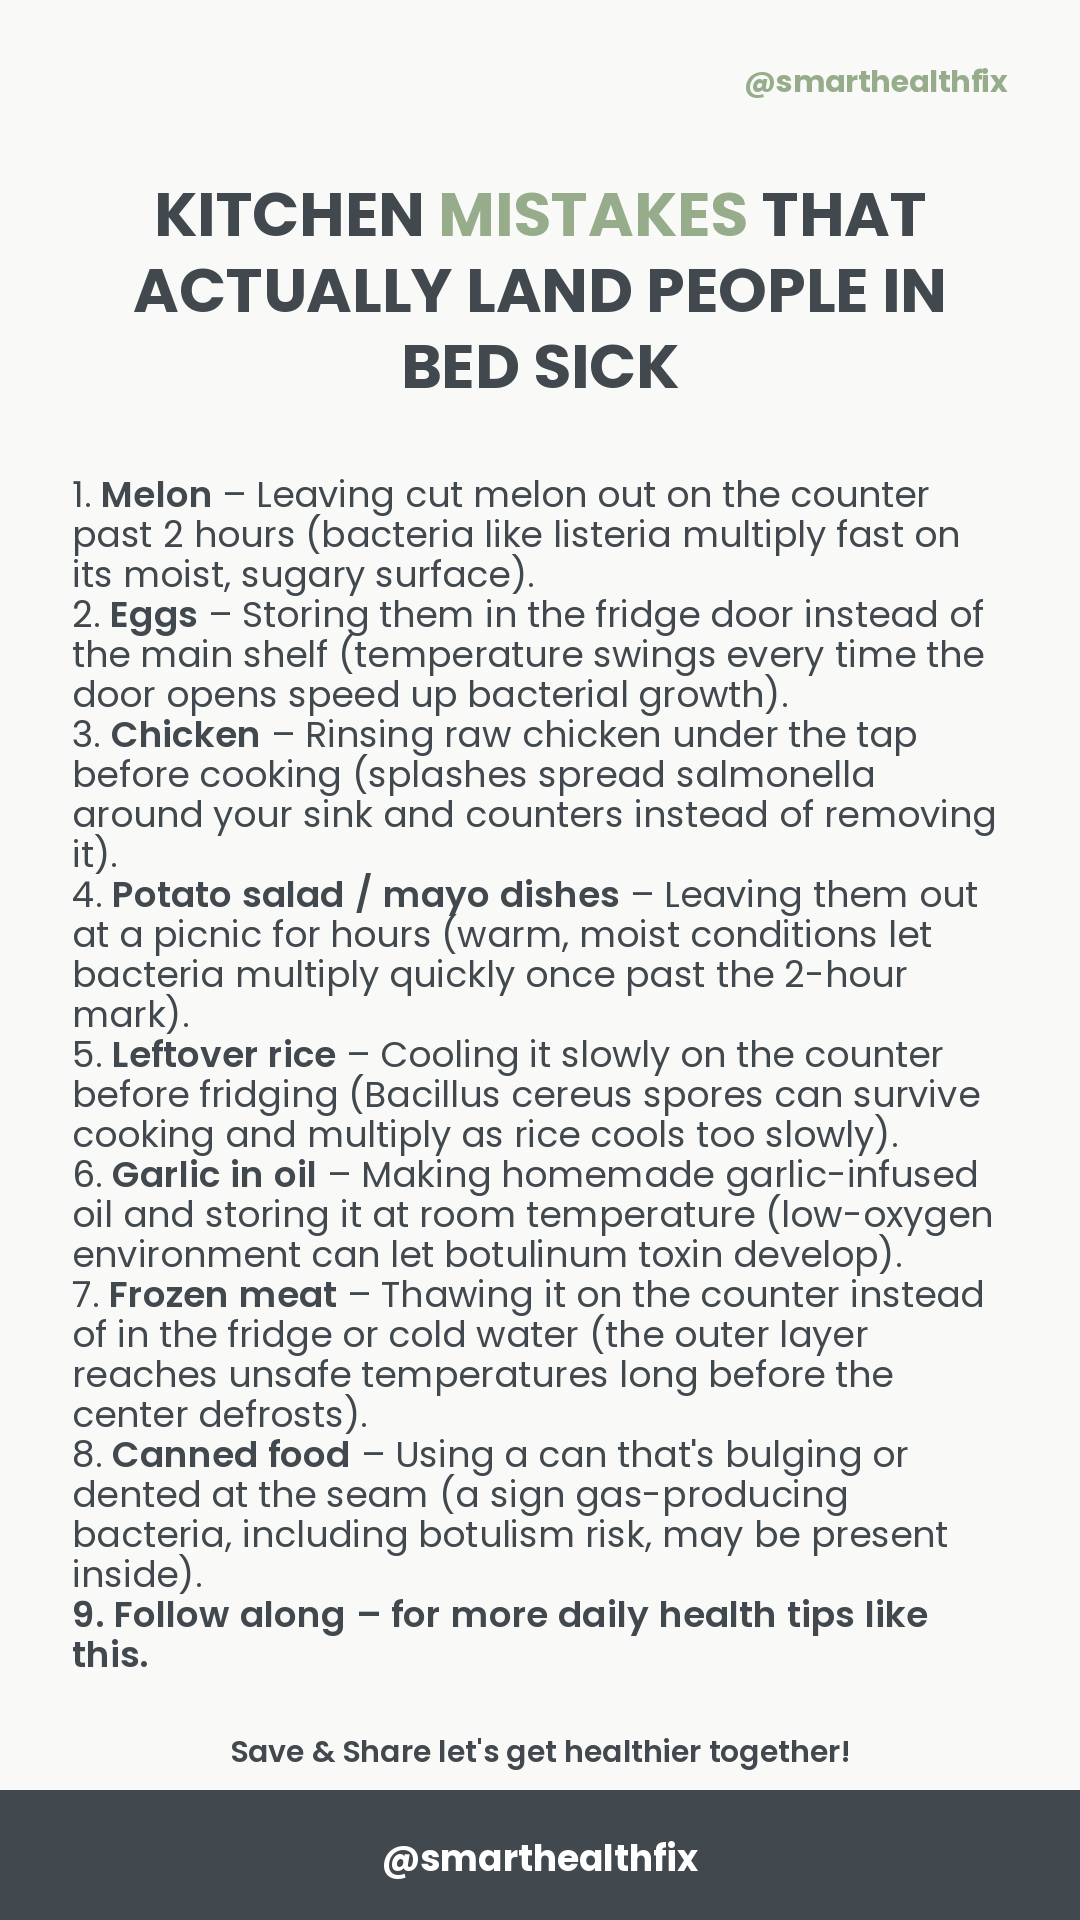 @smarthealthfix
KITCHEN MISTAKES THAT
ACTUALLY LAND PEOPLE IN
BED SICK
1. Melon – Leaving cut melon out on the counter
past 2 hours (bacteria like listeria multiply fast on
its moist, sugary surface).
2. Eggs – Storing them in the fridge door instead of
the main shelf (temperature swings every time the
door opens speed up bacterial growth).
3. Chicken – Rinsing raw chicken under the tap
before cooking (splashes spread salmonella
around your sink and counters instead of removing
it).
4. Potato salad / mayo dishes – Leaving them out
at a picnic for hours (warm, moist conditions let
bacteria multiply quickly once past the 2-hour
mark).
5. Leftover rice – Cooling it slowly on the counter
before fridging (Bacillus cereus spores can survive
cooking and multiply as rice cools too slowly).
6. Garlic in oil – Making homemade garlic-infused
oil and storing it at room temperature (low-oxygen
environment can let botulinum toxin develop).
7. Frozen meat – Thawing it on the counter instead
of in the fridge or cold water (the outer layer
reaches unsafe temperatures long before the
center defrosts).
8. Canned food – Using a can that's bulging or
dented at the seam (a sign gas-producing
bacteria, including botulism risk, may be present
inside).
9. Follow along – for more daily health tips like
this.
Save & Share let's get healthier together!
@smarthealthfix